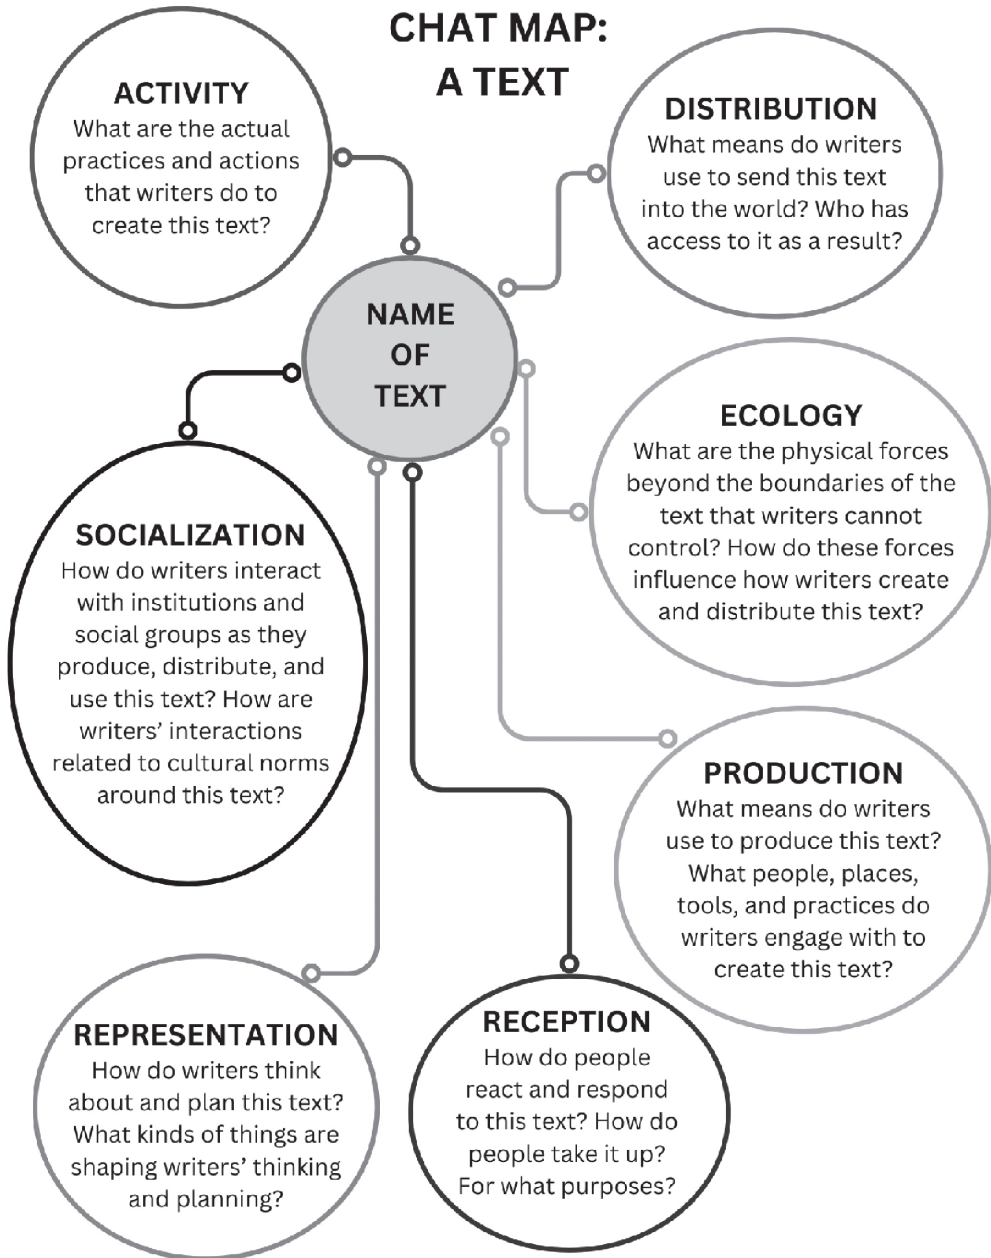 CHAT MAP:
A TEXT
ACTIVITY
What are the actual
practices and actions
that writers do to
create this text?
DISTRIBUTION
What means do writers
use to send this text
into the world? Who has
access to it as a result?
NAME
OF
TEXT
ECOLOGY
What are the physical forces
beyond the boundaries of the
text that writers cannot
control? How do these forces
influence how writers create
and distribute this text?
SOCIALIZATION
How do writers interact
with institutions and
social groups as they
produce, distribute, and
use this text? How are
writers’ interactions
related to cultural norms
around this text?
PRODUCTION
What means do writers
use to produce this text?
What people, places,
tools, and practices do
writers engage with to
create this text?
REPRESENTATION
How do writers think
about and plan this text?
What kinds of things are
shaping writers’ thinking
and planning?
RECEPTION
How do people
react and respond
to this text? How do
people take it up?
For what purposes?